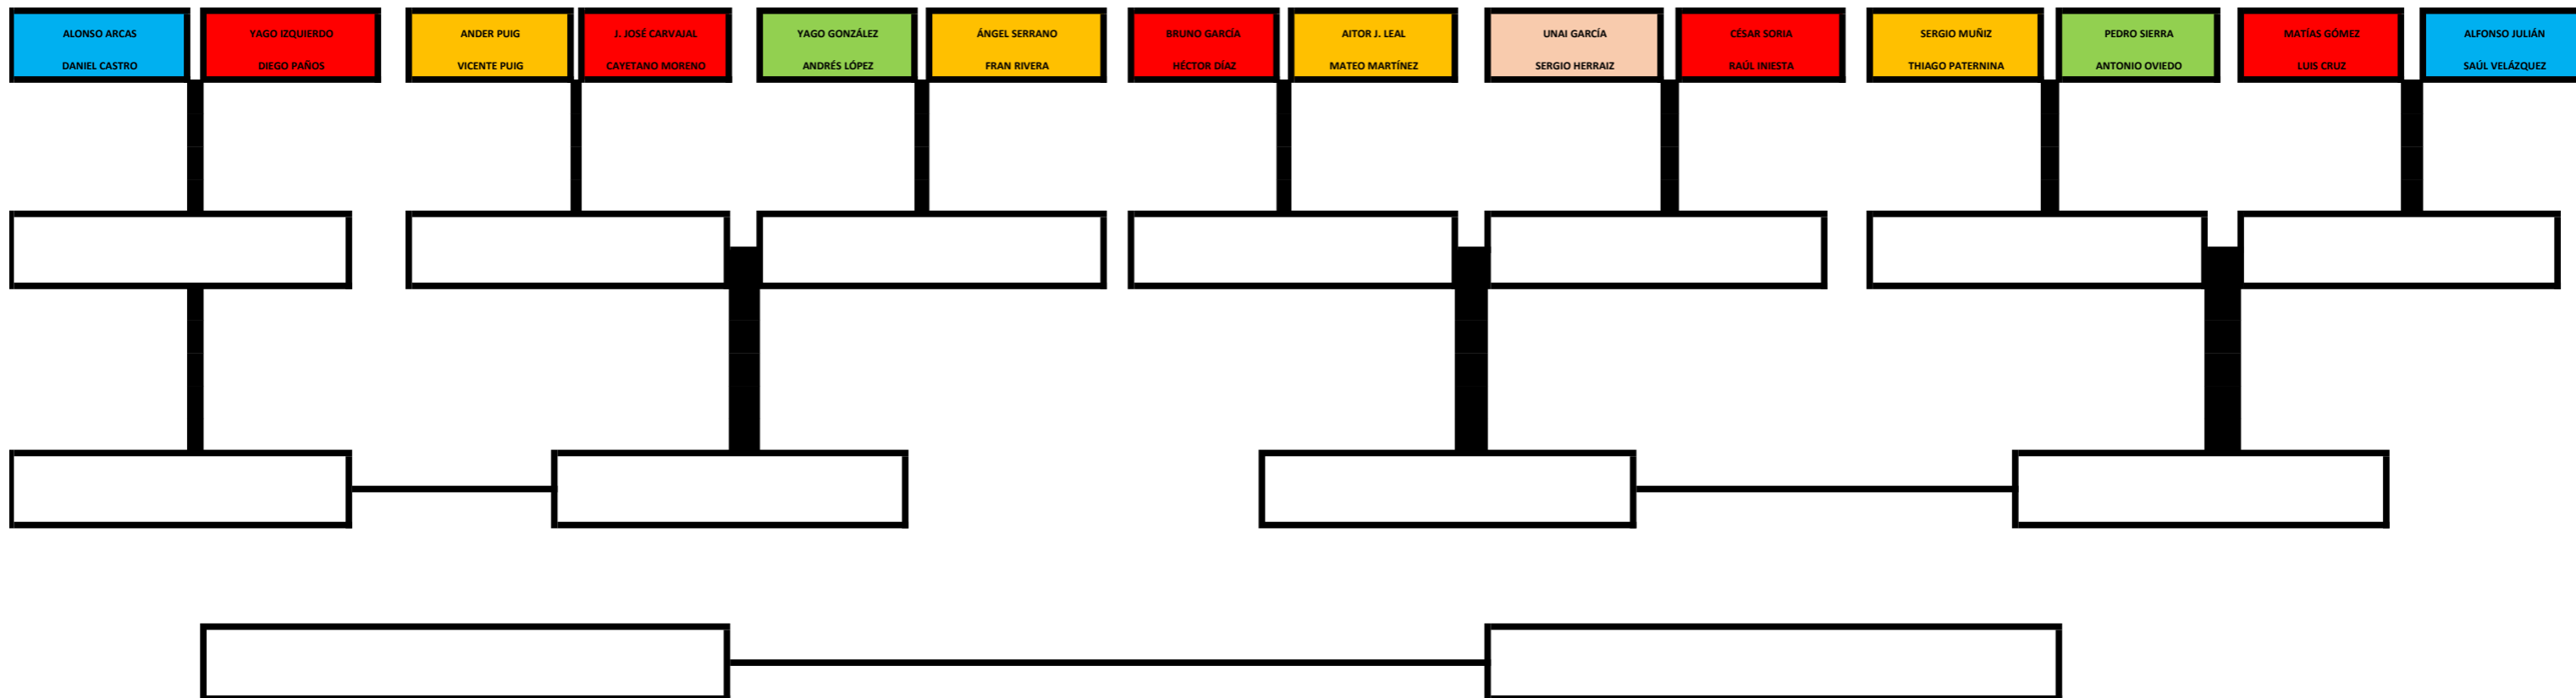 ALONSO ARCAS
DANIEL CASTRO
YAGO IZQUIERDO
DIEGO PAÑOS
ANDER PUIG
VICENTE PUIG
J. JOSÉ CARVAJAL
CAYETANO MORENO
YAGO GONZÁLEZ
ANDRÉS LÓPEZ
ÁNGEL SERRANO
FRAN RIVERA
BRUNO GARCÍA
HÉCTOR DÍAZ
AITOR J. LEAL
MATEO MARTÍNEZ
UNAI GARCÍA
SERGIO HERRAIZ
CÉSAR SORIA
RAÚL INIESTA
SERGIO MUÑIZ
THIAGO PATERNINA
PEDRO SIERRA
ANTONIO OVIEDO
MATÍAS GÓMEZ
LUIS CRUZ
ALFONSO JULIÁN
SAÚL VELÁZQUEZ